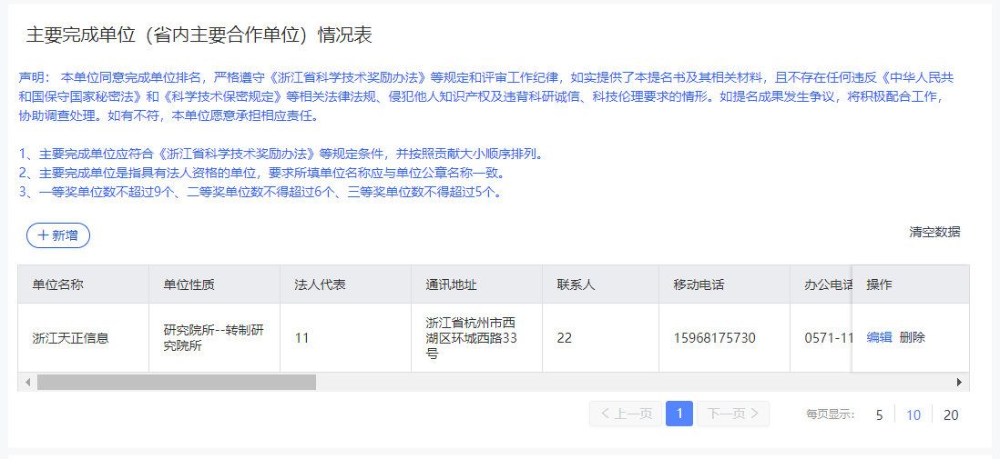 主要完成单位（省内主要合作单位）情况表
声明： 本单位同意完成单位排名，严格遵守《浙江省科学技术奖励办法》等规定和评审工作纪律，如实提供了本提名书及其相关材料，且不存在任何违反《中华人民共
和国保守国家秘密法》和《科学技术保密规定》等相关法律法规、侵犯他人知识产权及违背科研诚信、科技伦理要求的情形。如提名成果发生争议，将积极配合工作，
协助调查处理。如有不符，本单位愿意承担相应责任。
1、主要完成单位应符合《浙江省科学技术奖励办法》等规定条件，并按照贡献大小顺序排列。
2、主要完成单位是指具有法人资格的单位，要求所填单位名称应与单位公章名称一致。
3、一等奖单位数不超过9个、二等奖单位数不得超过6个、三等奖单位数不得超过5个。
＋新增 清空数据
单位名称 单位性质 法人代表 通讯地址 联系人 移动电话 办公电话 操作
浙江天正信息
研究院所--转制研
究院所
11
浙江省杭州市西
湖区环城西路33
号
22
15968175730
0571-11
编辑 删除
上一页 1 下一页 每页显示： 5 10 20